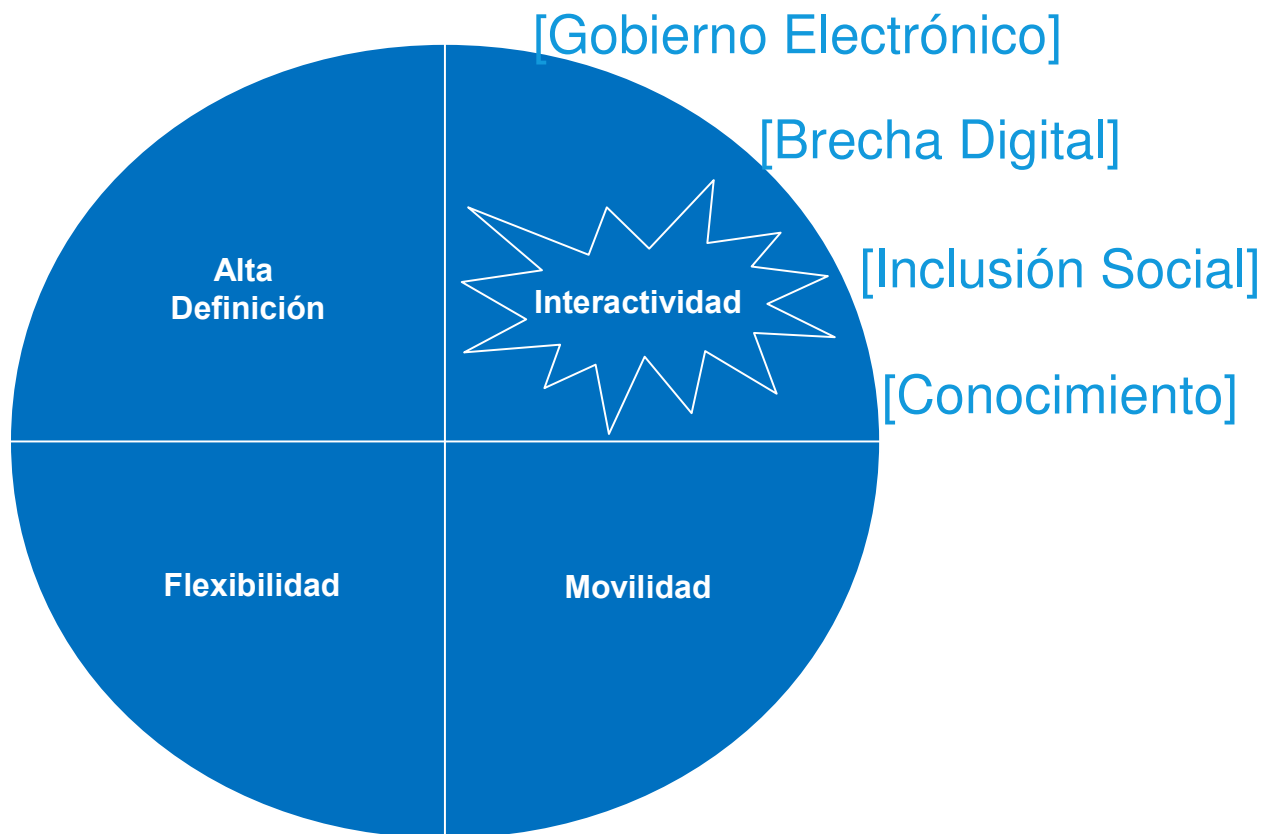 [Gobierno Electrónico]
[Brecha Digital]
Alta
Definición
Interactividad
[Inclusión Social]
[Conocimiento]
Flexibilidad
Movilidad